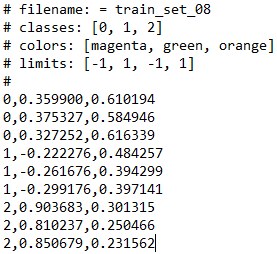 # filename: = train_set_08
# classes: [0, 1, 2]
# colors: [magenta, green, orange]
# limits: [-1, 1, -1, 1]
#
0,0.359900,0.610194
0,0.375327,0.584946
0,0.327252,0.616339
1,-0.222276,0.484257
1,-0.261676,0.394299
1,-0.299176,0.397141
2,0.903683,0.301315
2,0.810237,0.250466
2,0.850679,0.231562